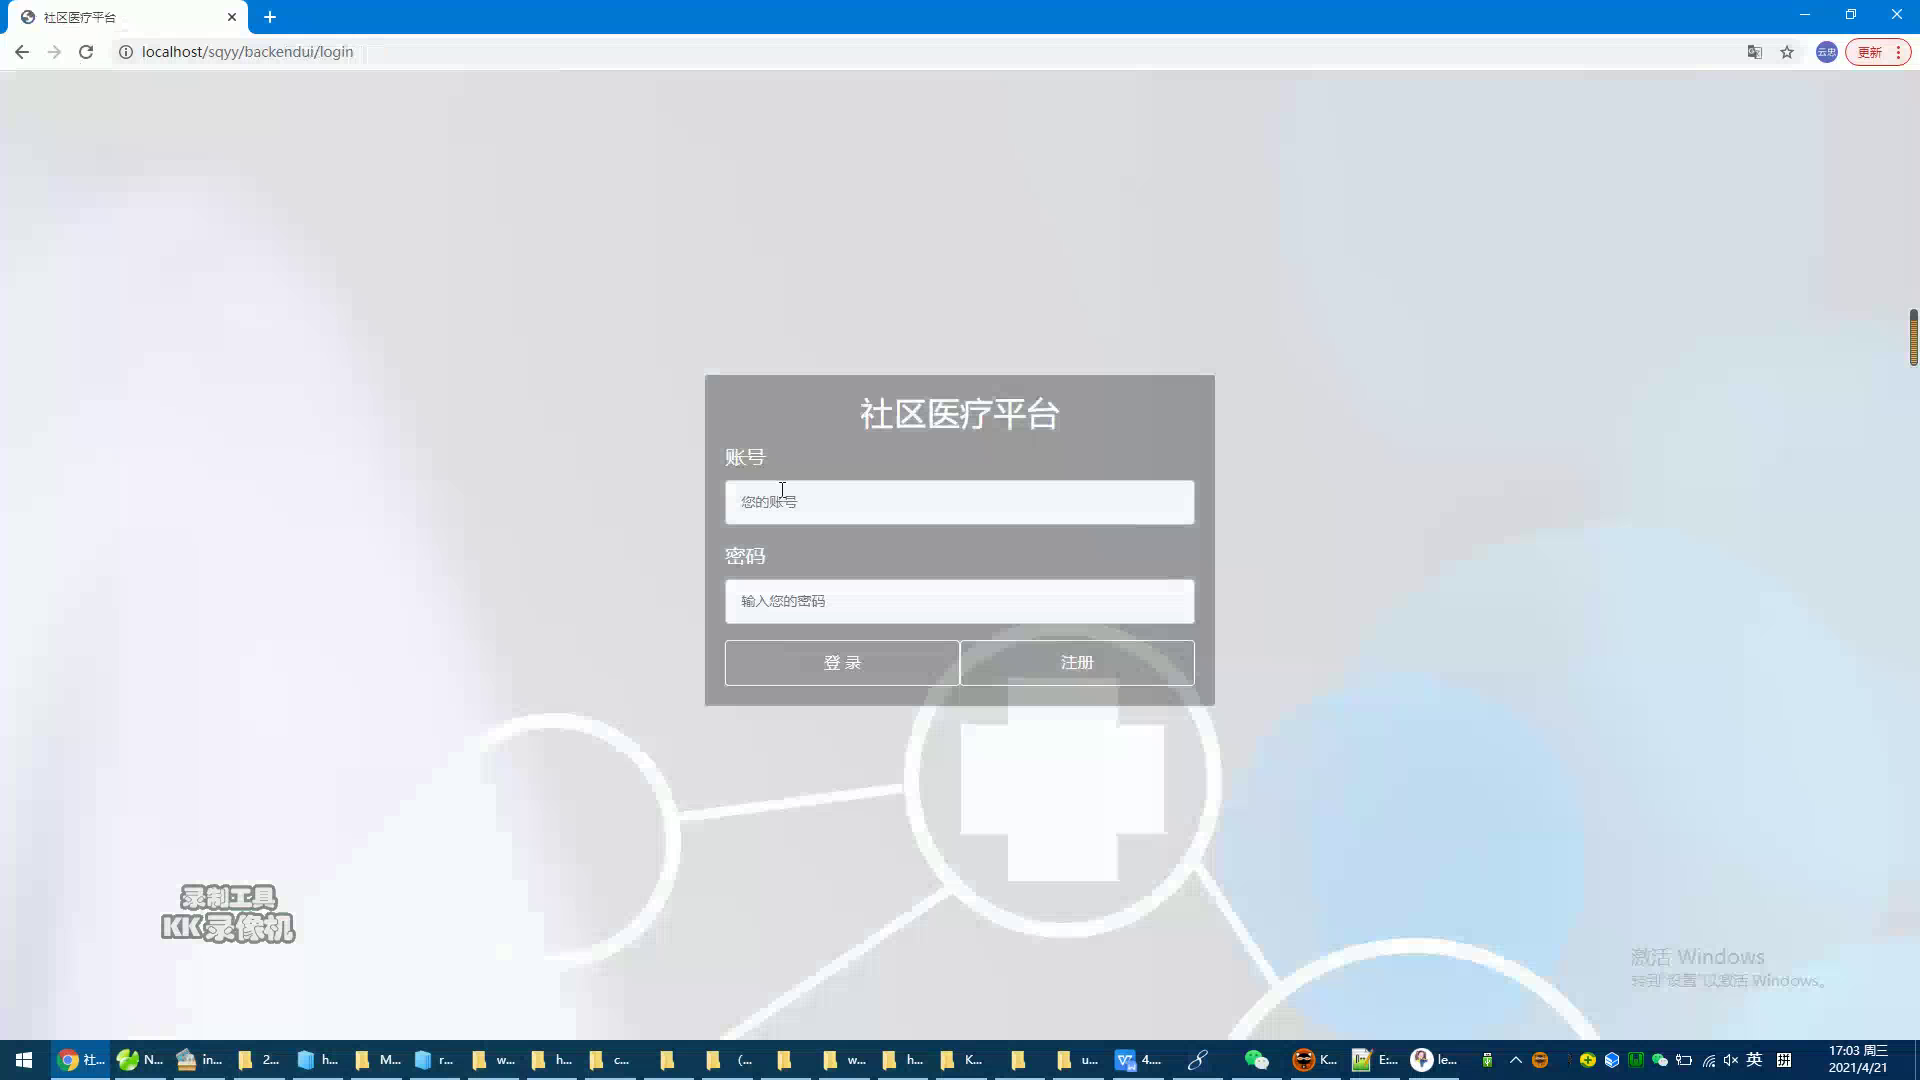 社区医疗平台
localhost/sqyy/backendui/login
云忠
更新
社区医疗平台
账号
您的账号
密码
输入您的密码
登 录
注册
录制工具
KK录像机
激活 Windows
转到"设置"以激活 Windows。
社...
N...
in...
2...
h...
M...
r...
w...
h...
c...
(...
w...
h...
K...
u...
4....
K...
E:...
le...
英
拼
17:03 周三
2021/4/21